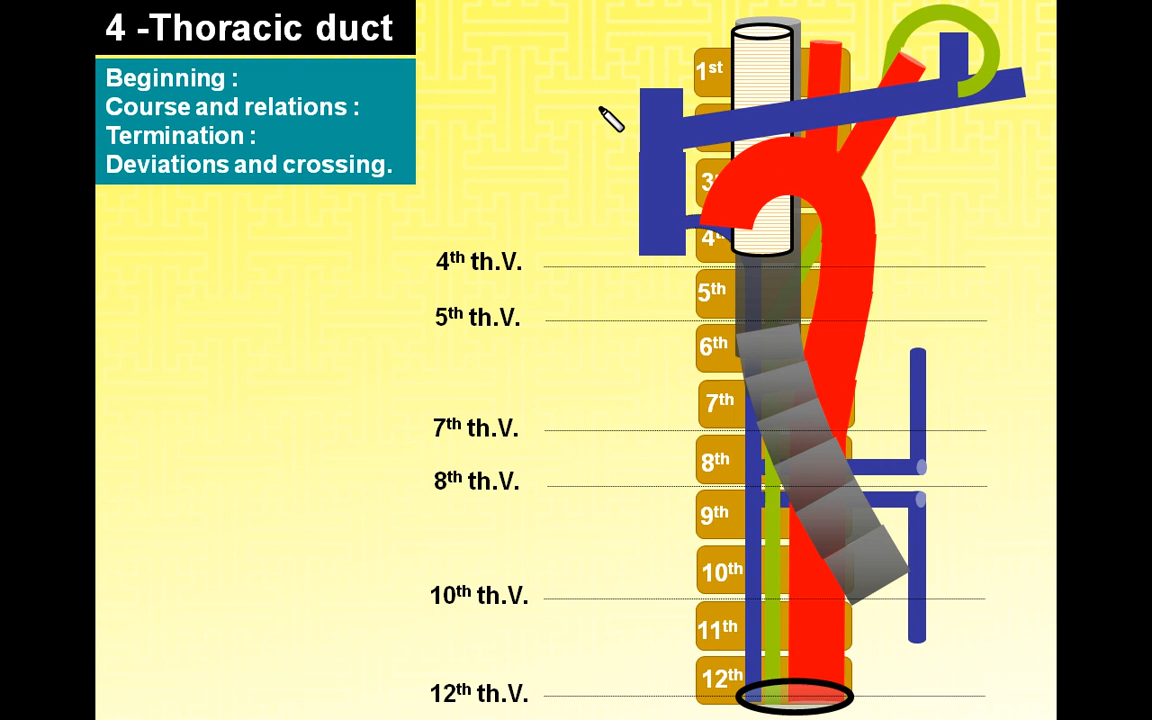 4 -Thoracic duct
Beginning :
Course and relations :
Termination :
Deviations and crossing.
1st
4th th.V.
5th
5th th.V.
6th
7th
7th th.V.
8th
8th th.V.
9th
10th
10th th.V.
11th
12th
12th th.V.